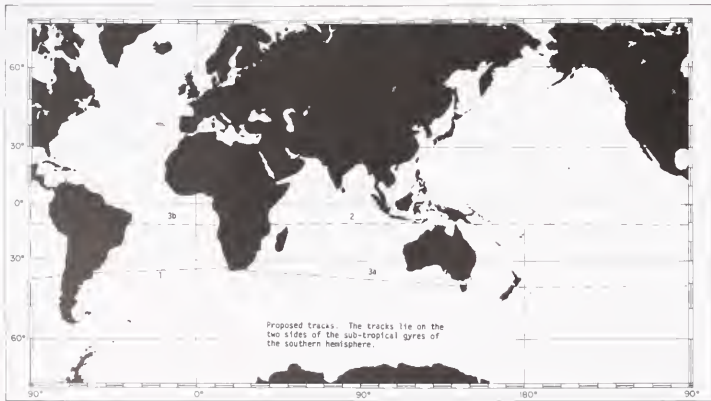 60°
30°
0°
3b
2
30°
1
3a
Proposed tracks. The tracks lie on the
two sides of the sub-tropical gyres of
the southern hemisphere.
60°
90°
0°
90°
180°
90°